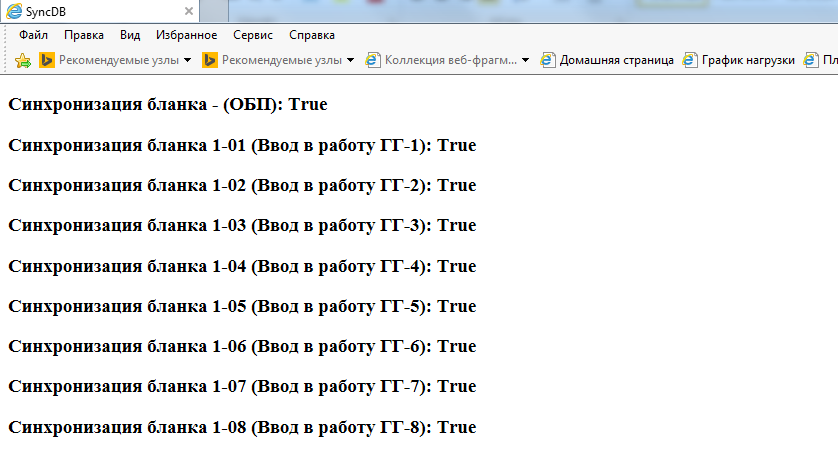 SyncDB
Файл Правка Вид Избранное Сервис Справка
Рекомендуемые узлы Рекомендуемые узлы Коллекция веб-фрагм... Домашняя страница График нагрузки Пл
Синхронизация бланка - (ОБП): True
Синхронизация бланка 1-01 (Ввод в работу ГГ-1): True
Синхронизация бланка 1-02 (Ввод в работу ГГ-2): True
Синхронизация бланка 1-03 (Ввод в работу ГГ-3): True
Синхронизация бланка 1-04 (Ввод в работу ГГ-4): True
Синхронизация бланка 1-05 (Ввод в работу ГГ-5): True
Синхронизация бланка 1-06 (Ввод в работу ГГ-6): True
Синхронизация бланка 1-07 (Ввод в работу ГГ-7): True
Синхронизация бланка 1-08 (Ввод в работу ГГ-8): True